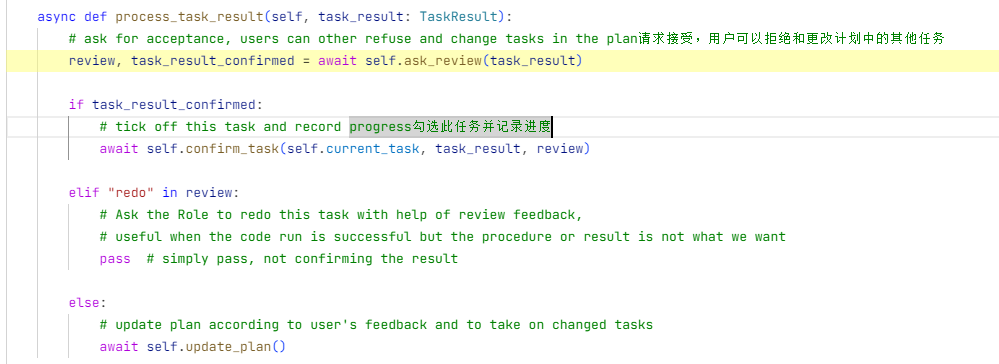 async def process_task_result(self, task_result: TaskResult):
# ask for acceptance, users can other refuse and change tasks in the plan请求接受，用户可以拒绝和更改计划中的其他任务
review, task_result_confirmed = await self.ask_review(task_result)
if task_result_confirmed:
# tick off this task and record progress勾选此任务并记录进度
await self.confirm_task(self.current_task, task_result, review)
elif "redo" in review:
# Ask the Role to redo this task with help of review feedback,
# useful when the code run is successful but the procedure or result is not what we want
pass  # simply pass, not confirming the result
else:
# update plan according to user's feedback and to take on changed tasks
await self.update_plan()